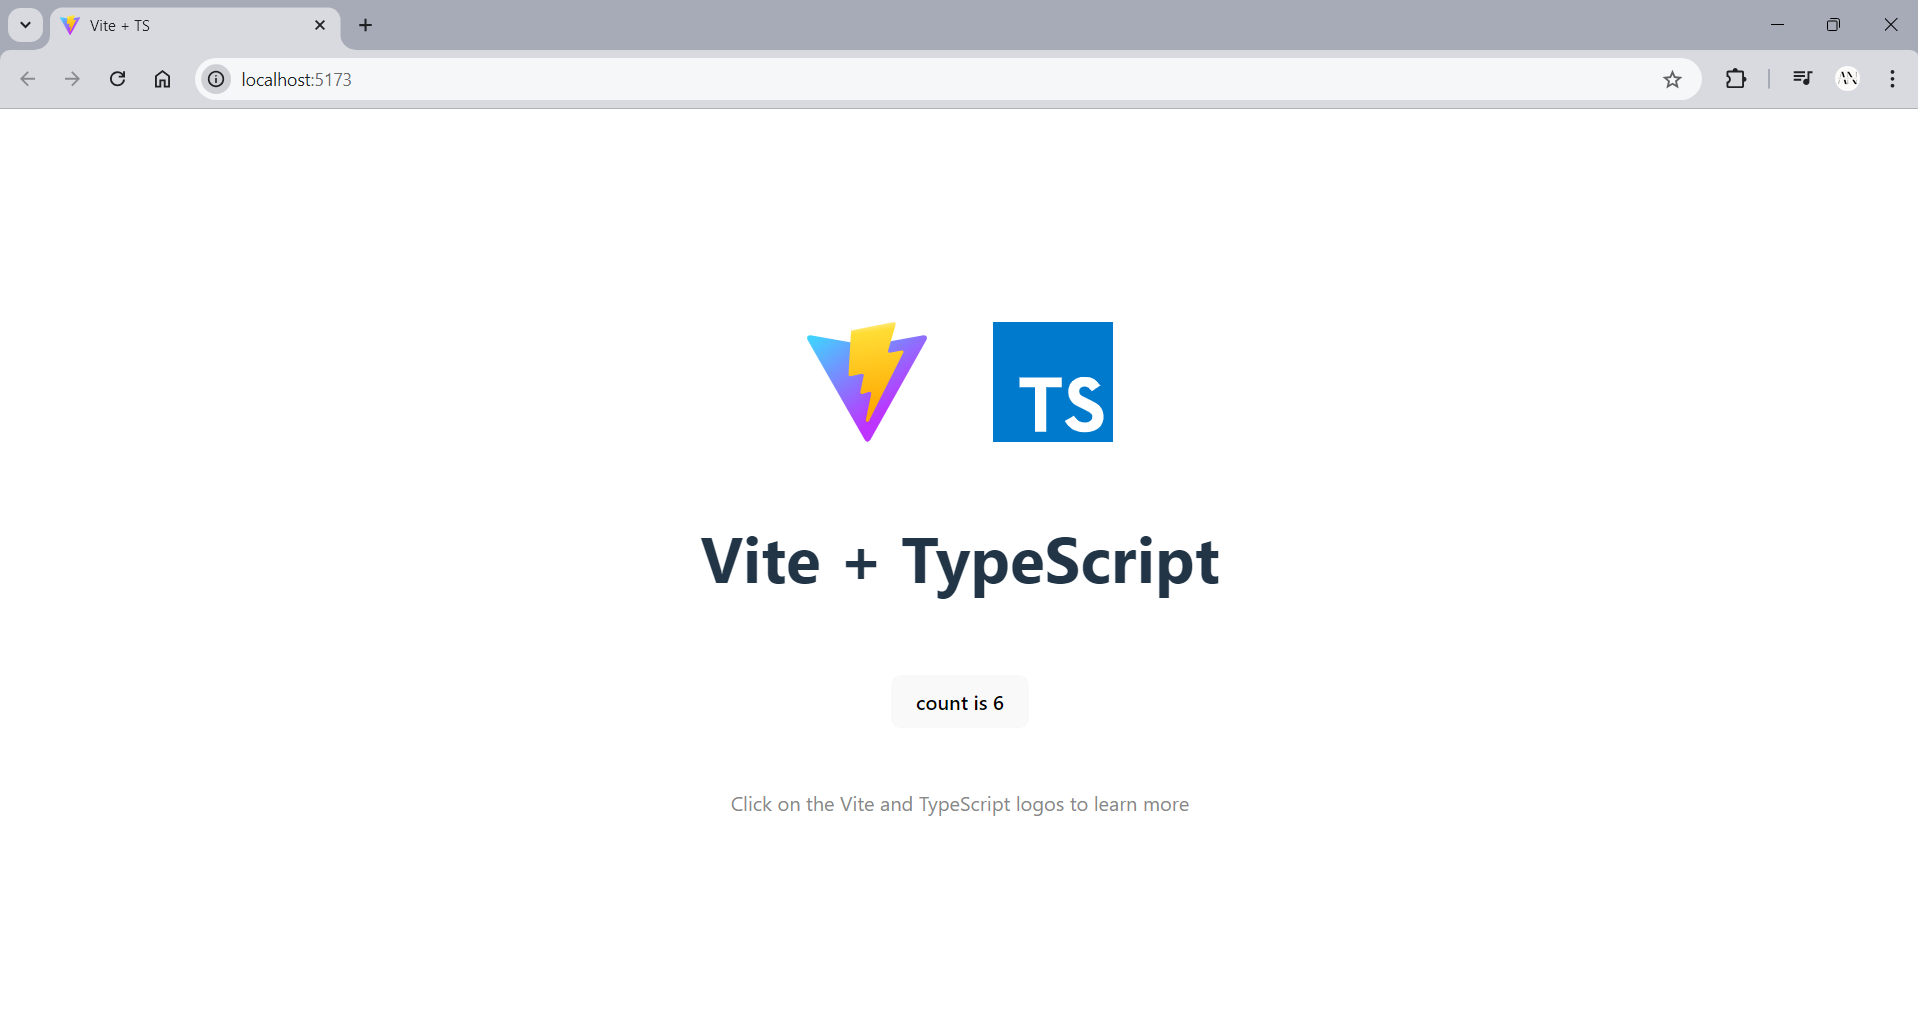 Vite + TS
localhost:5173
AN
TS
Vite + TypeScript
count is 6
Click on the Vite and TypeScript logos to learn more